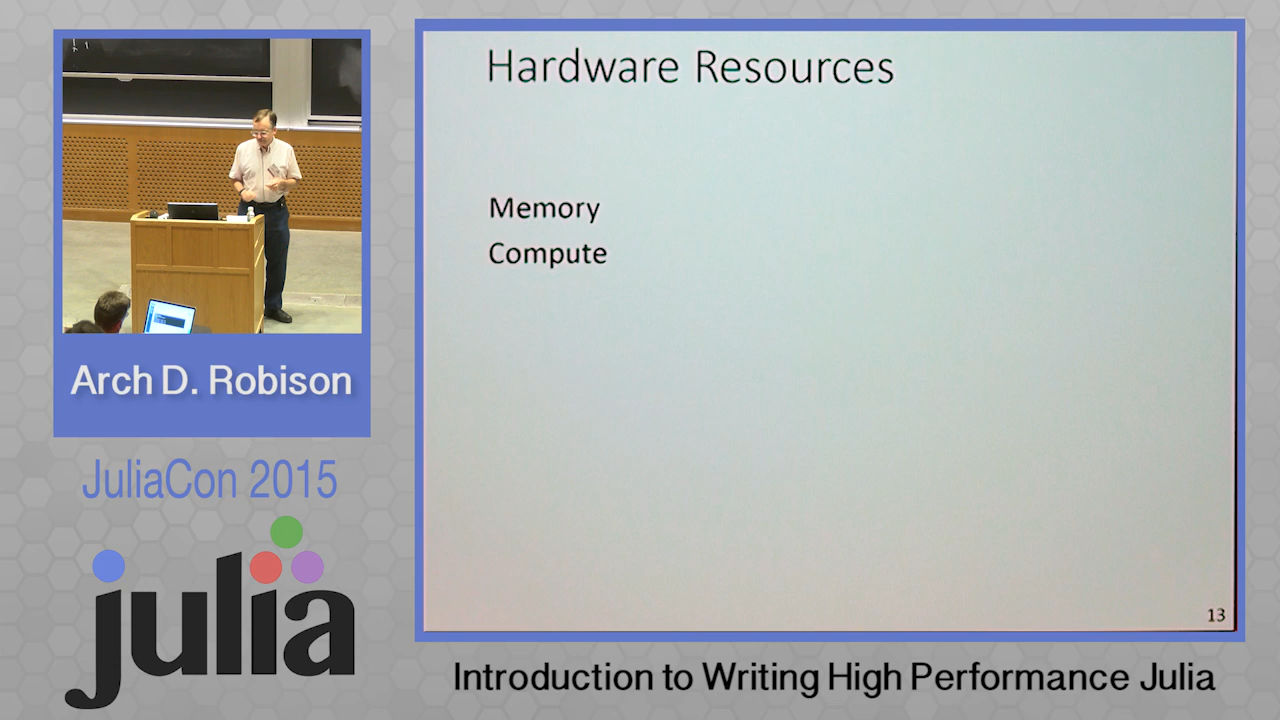 Arch D. Robison
JuliaCon 2015
julia
Hardware Resources
Memory
Compute
13
Introduction to Writing High Performance Julia